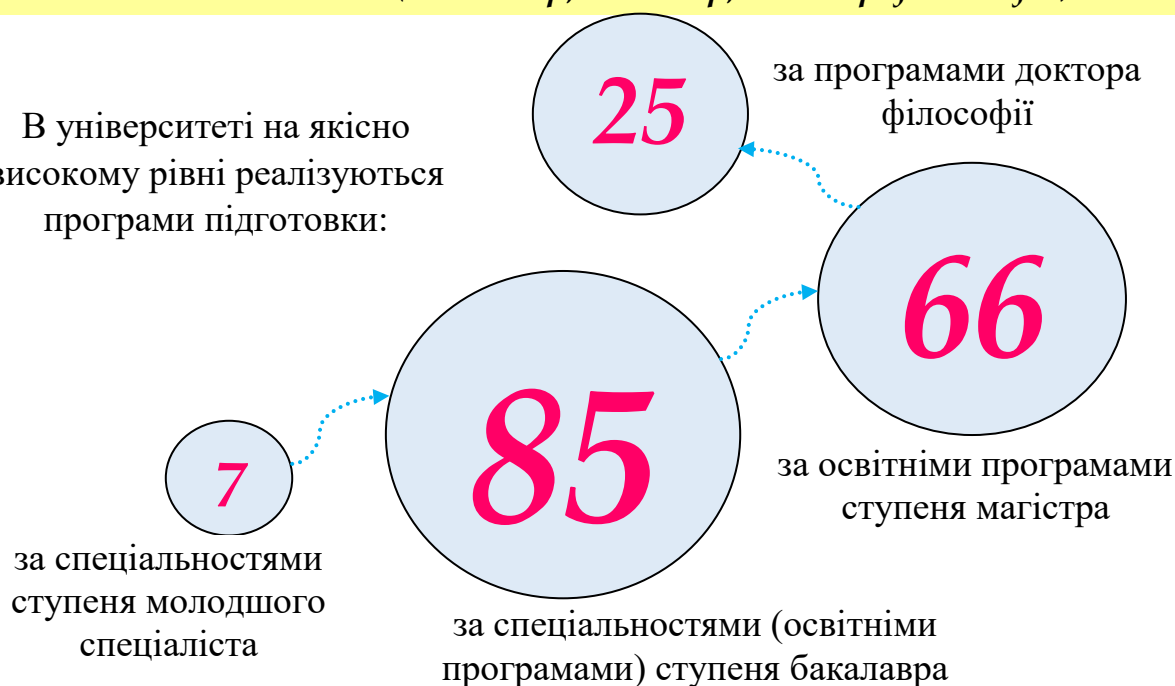 В університеті на якісно
високому рівні реалізуються
програми підготовки:
25
за програмами доктора
філософії
66
за освітніми програмами
ступеня магістра
85
за спеціальностями (освітніми
програмами) ступеня бакалавра
7
за спеціальностями
ступеня молодшого
спеціаліста